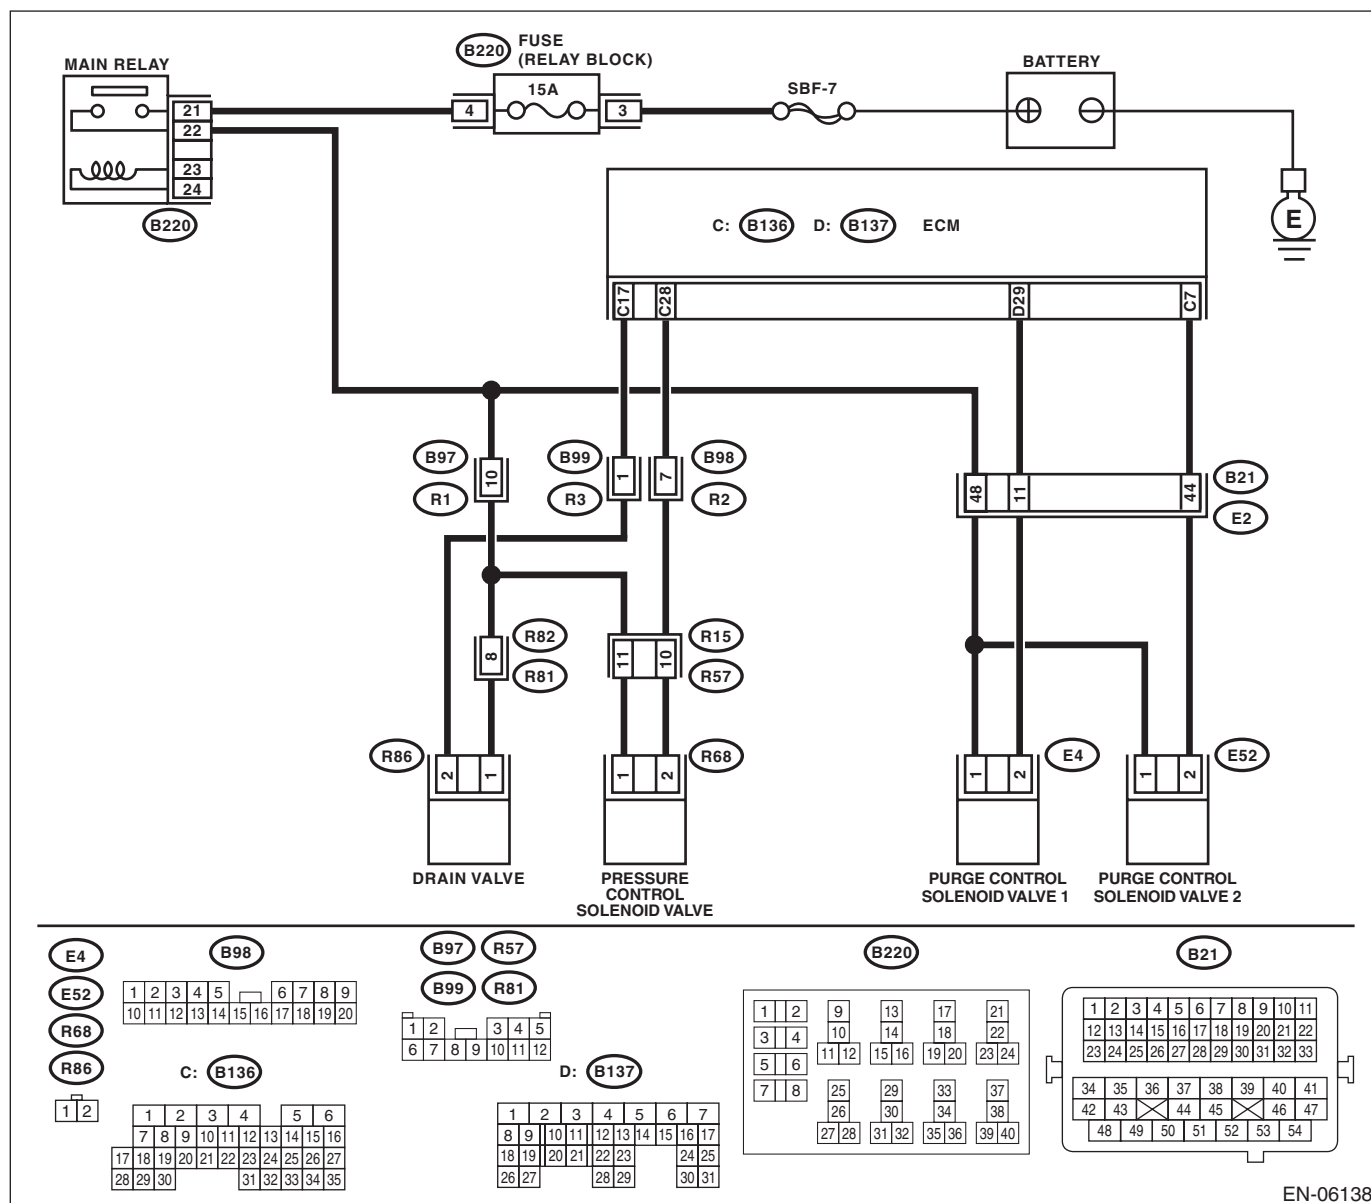 B220 FUSE
(RELAY BLOCK)
MAIN RELAY
BATTERY
15A
SBF-7
21
4
3
22
23
24
B220
E
C: B136 D: B137 ECM
C17 C28 D29 C7
B97 B99 B98 B21
10 1 7 48 11 44
R1 R3 R2 E2
R82 R15
8 11 10
R81 R57
R86 R68 E4 E52
2 1 1 2 1 2 1 2
DRAIN VALVE
PRESSURE
CONTROL
SOLENOID VALVE
PURGE CONTROL
SOLENOID VALVE 1
PURGE CONTROL
SOLENOID VALVE 2
E4
E52
R68
R86
1 2
B98
1 2 3 4 5 6 7 8 9
10 11 12 13 14 15 16 17 18 19 20
C: B136
1 2 3 4 5 6
7 8 9 10 11 12 13 14 15 16
17 18 19 20 21 22 23 24 25 26 27
28 29 30 31 32 33 34 35
B97 R57
B99 R81
1 2 3 4 5
6 7 8 9 10 11 12
D: B137
1 2 3 4 5 6 7
8 9 10 11 12 13 14 15 16 17
18 19 20 21 22 23 24 25
26 27 28 29 30 31
B220
1 2 9 13 17 21
3 4 10 14 18 22
5 6 11 12 15 16 19 20 23 24
7 8 25 29 33 37
26 30 34 38
27 28 31 32 35 36 39 40
B21
1 2 3 4 5 6 7 8 9 10 11
12 13 14 15 16 17 18 19 20 21 22
23 24 25 26 27 28 29 30 31 32 33
34 35 36 37 38 39 40 41
42 43 44 45 46 47
48 49 50 51 52 53 54
EN-06138